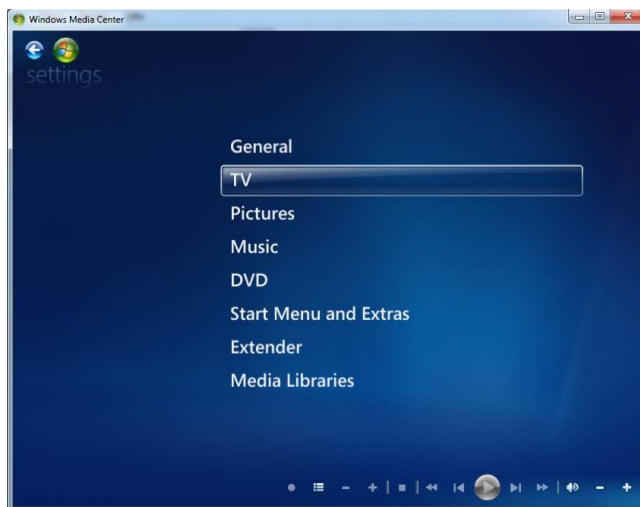 Windows Media Center
settings
General
TV
Pictures
Music
DVD
Start Menu and Extras
Extender
Media Libraries